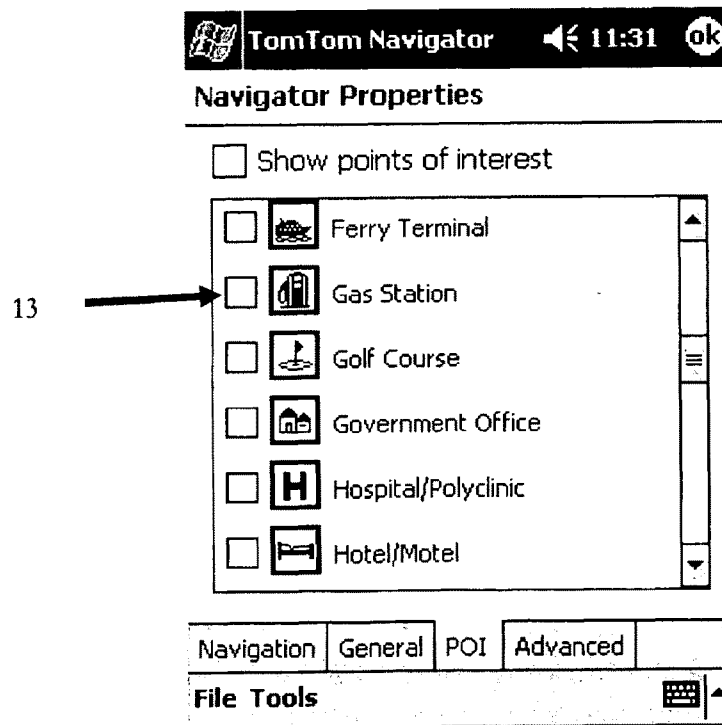 TomTom Navigator 11:31 ok
Navigator Properties
Show points of interest
Ferry Terminal
13 Gas Station
Golf Course
Government Office
H Hospital/Polyclinic
Hotel/Motel
Navigation General POI Advanced
File Tools